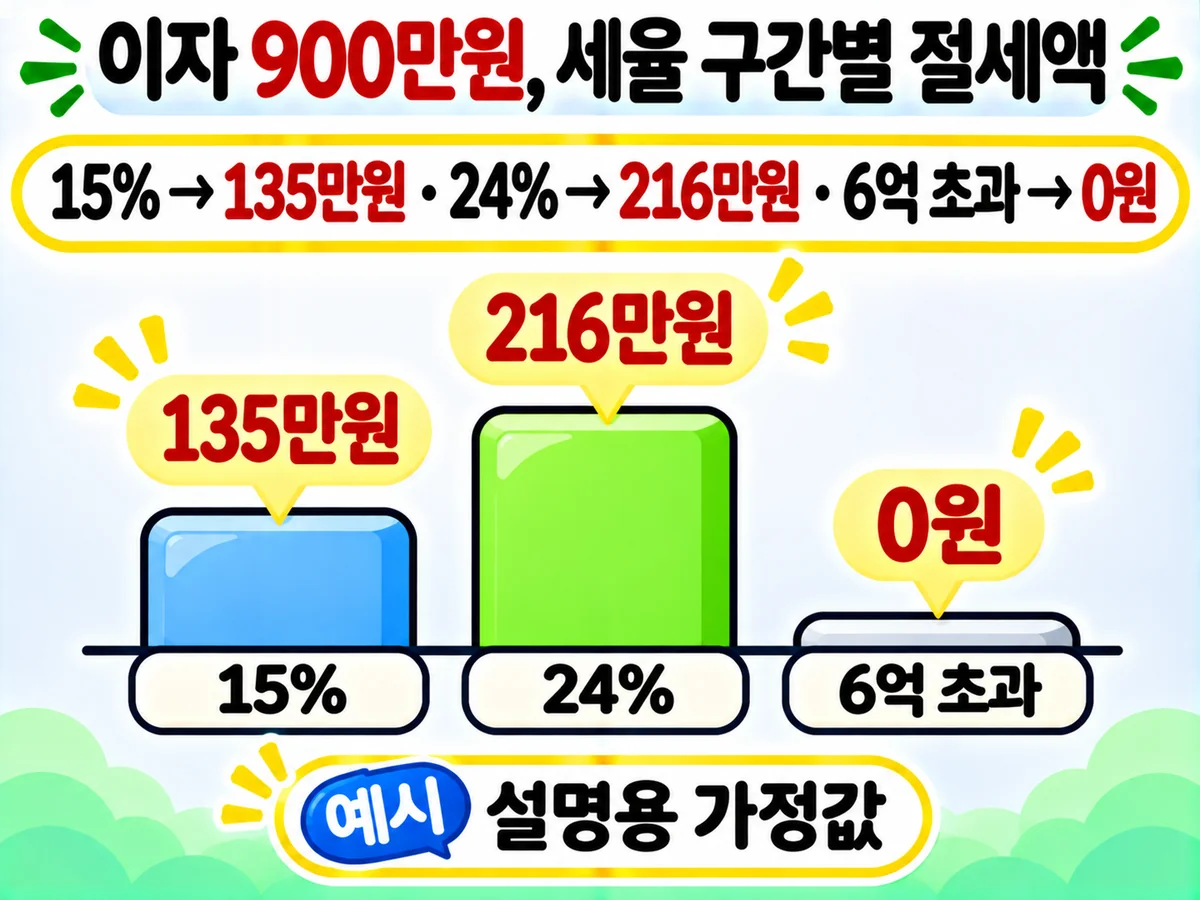 이자 900만원, 세율 구간별 절세액
15% → 135만원 · 24% → 216만원 · 6억 초과 → 0원
216만원
135만원
0원
15%
24%
6억 초과
예시 설명용 가정값